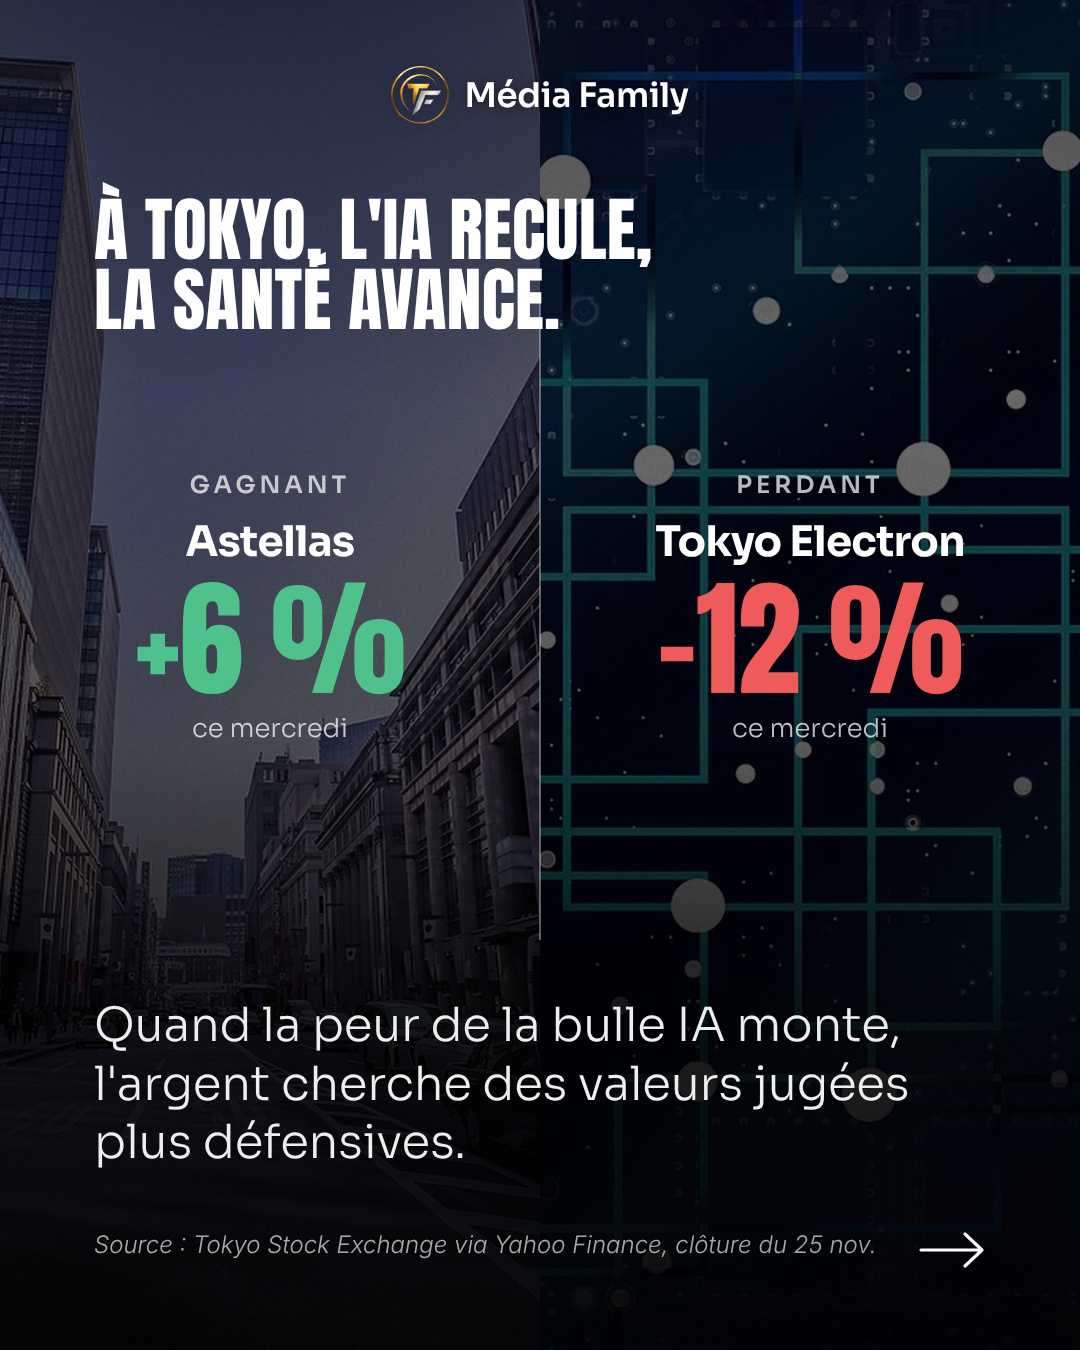 TF Média Family
À TOKYO, L'IA RECULE,
LA SANTÉ AVANCE.
GAGNANT
Astellas
+6 %
ce mercredi
PERDANT
Tokyo Electron
-12 %
ce mercredi
Quand la peur de la bulle IA monte,
l'argent cherche des valeurs jugées
plus défensives.
Source : Tokyo Stock Exchange via Yahoo Finance, clôture du 25 nov.